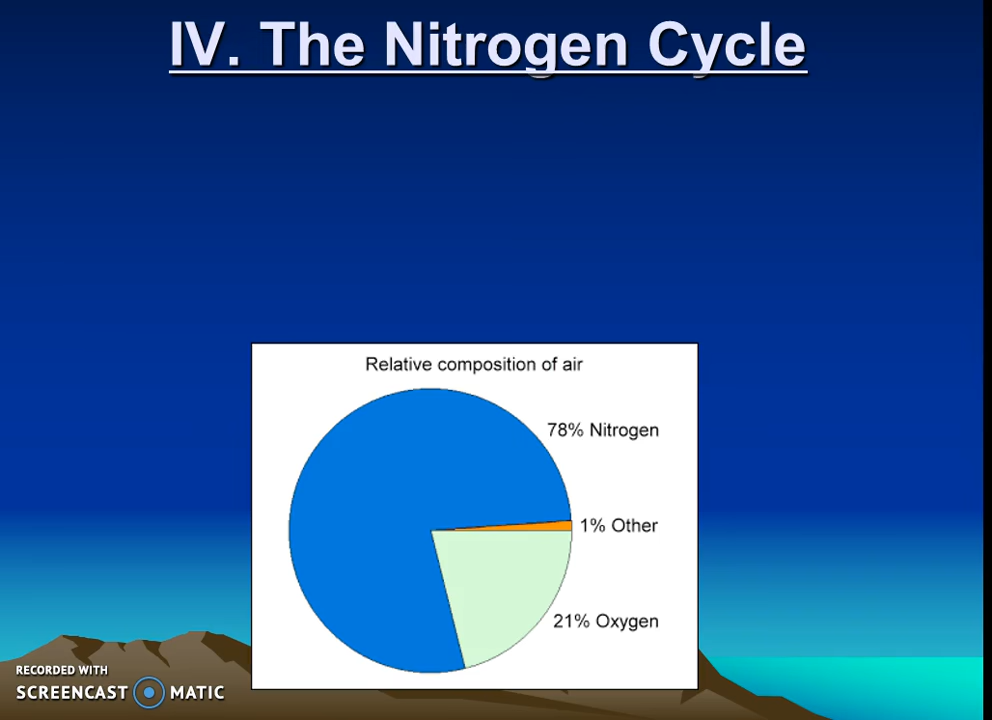 IV. The Nitrogen Cycle
Relative composition of air
78% Nitrogen
1% Other
21% Oxygen
RECORDED WITH
SCREENCAST MATIC